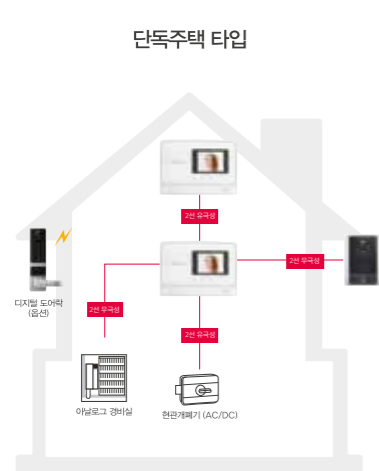 단독주택 타입
2선 유극성
2선 무극성
디지털 도어락
(옵션)
2선 무극성
2선 유극성
아날로그 경비실
현관개폐기 (AC/DC)